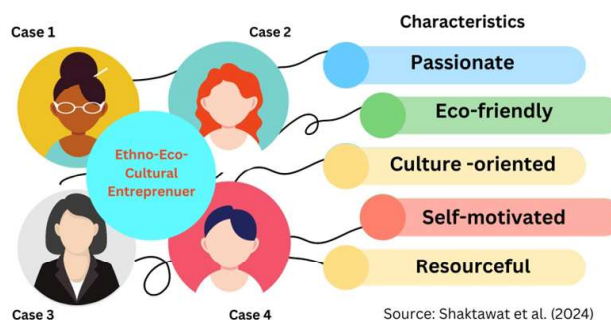 Case 1
Case 2
Characteristics
Passionate
Eco-friendly
Ethno-Eco-
Cultural
Entreprenuer
Culture -oriented
Self-motivated
Resourceful
Case 3
Case 4
Source: Shaktawat et al. (2024)